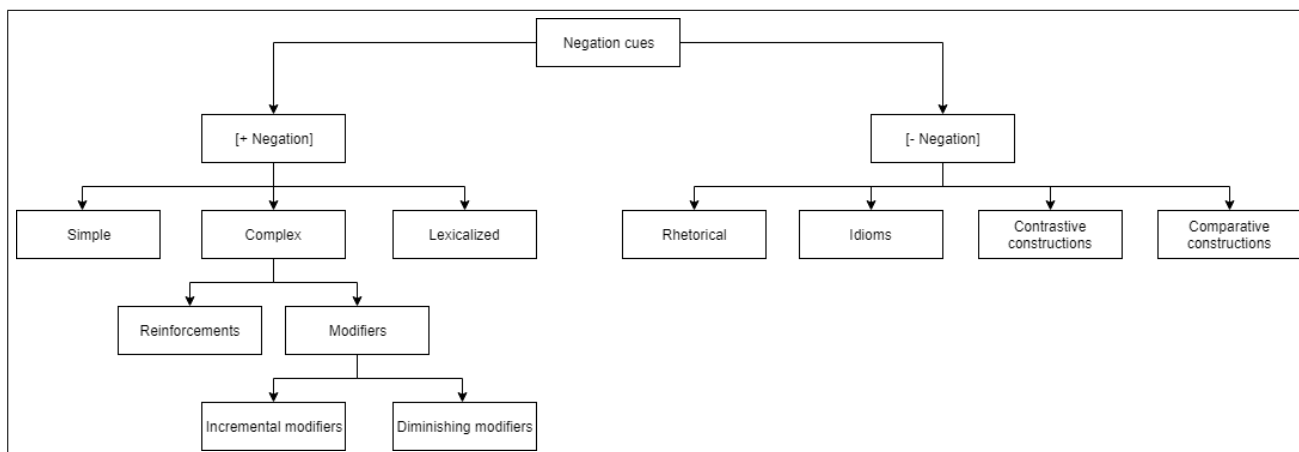 Negation cues
[+ Negation]
[- Negation]
Simple
Complex
Lexicalized
Rhetorical
Idioms
Contrastive
constructions
Comparative
constructions
Reinforcements
Modifiers
Incremental modifiers
Diminishing modifiers